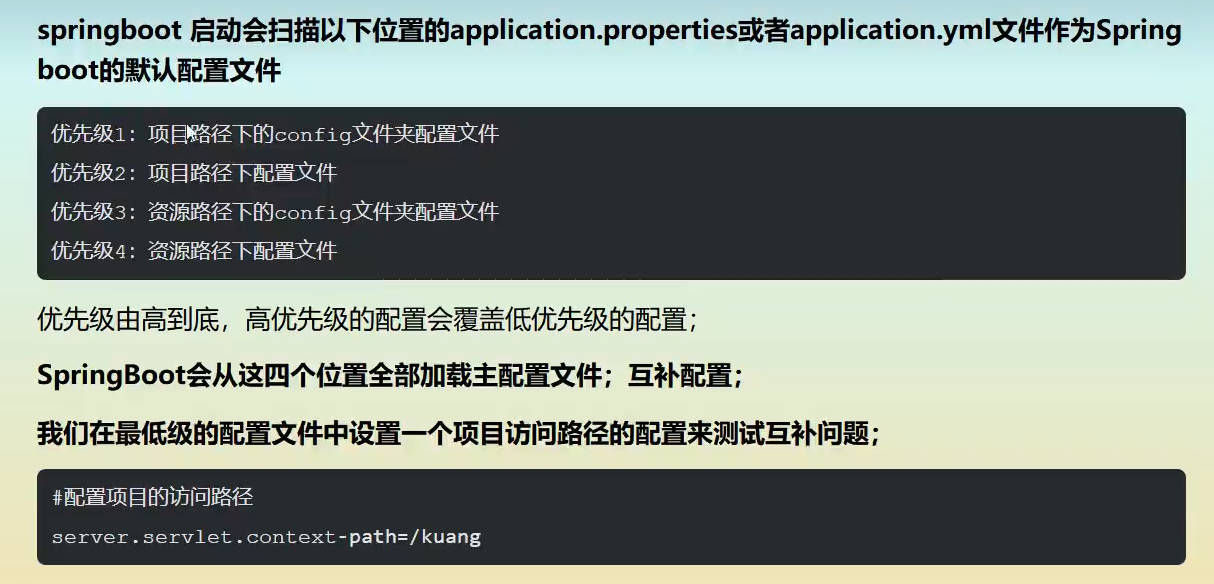 springboot 启动会扫描以下位置的application.properties或者application.yml文件作为Spring
boot的默认配置文件
优先级1：项目路径下的config文件夹配置文件
优先级2：项目路径下配置文件
优先级3：资源路径下的config文件夹配置文件
优先级4：资源路径下配置文件
优先级由高到底，高优先级的配置会覆盖低优先级的配置；
SpringBoot会从这四个位置全部加载主配置文件；互补配置；
我们在最低级的配置文件中设置一个项目访问路径的配置来测试互补问题；
#配置项目的访问路径
server.servlet.context-path=/kuang